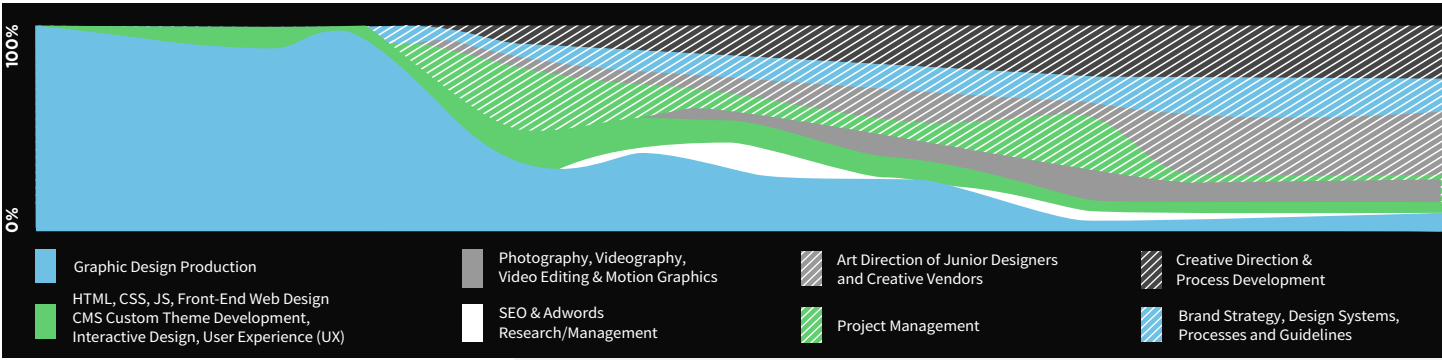 100%
0%
Graphic Design Production
HTML, CSS, JS, Front-End Web Design
CMS Custom Theme Development,
Interactive Design, User Experience (UX)
Photography, Videography,
Video Editing & Motion Graphics
SEO & Adwords
Research/Management
Art Direction of Junior Designers
and Creative Vendors
Project Management
Creative Direction &
Process Development
Brand Strategy, Design Systems,
Processes and Guidelines